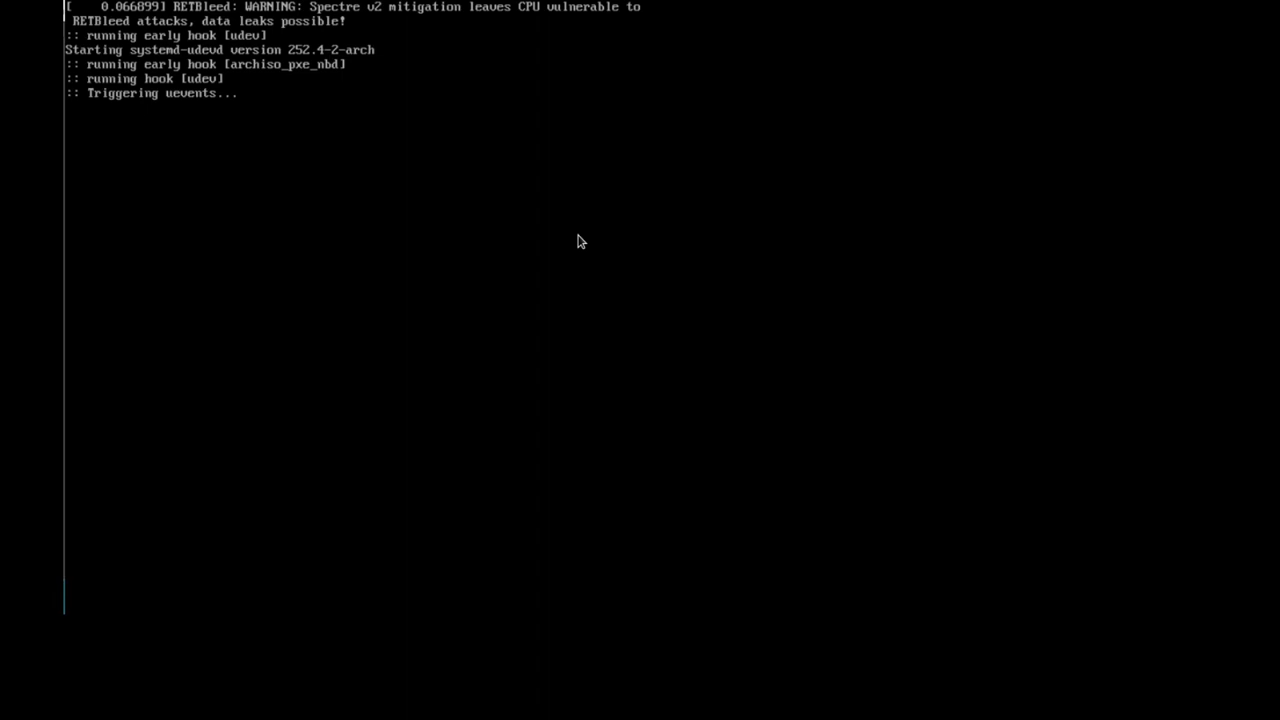 [    0.066899] RETBleed: WARNING: Spectre v2 mitigation leaves CPU vulnerable to
RETBleed attacks, data leaks possible!
:: running early hook [udev]
Starting systemd-udevd version 252.4-2-arch
:: running early hook [archiso_pxe_nbd]
:: running hook [udev]
:: Triggering uevents...